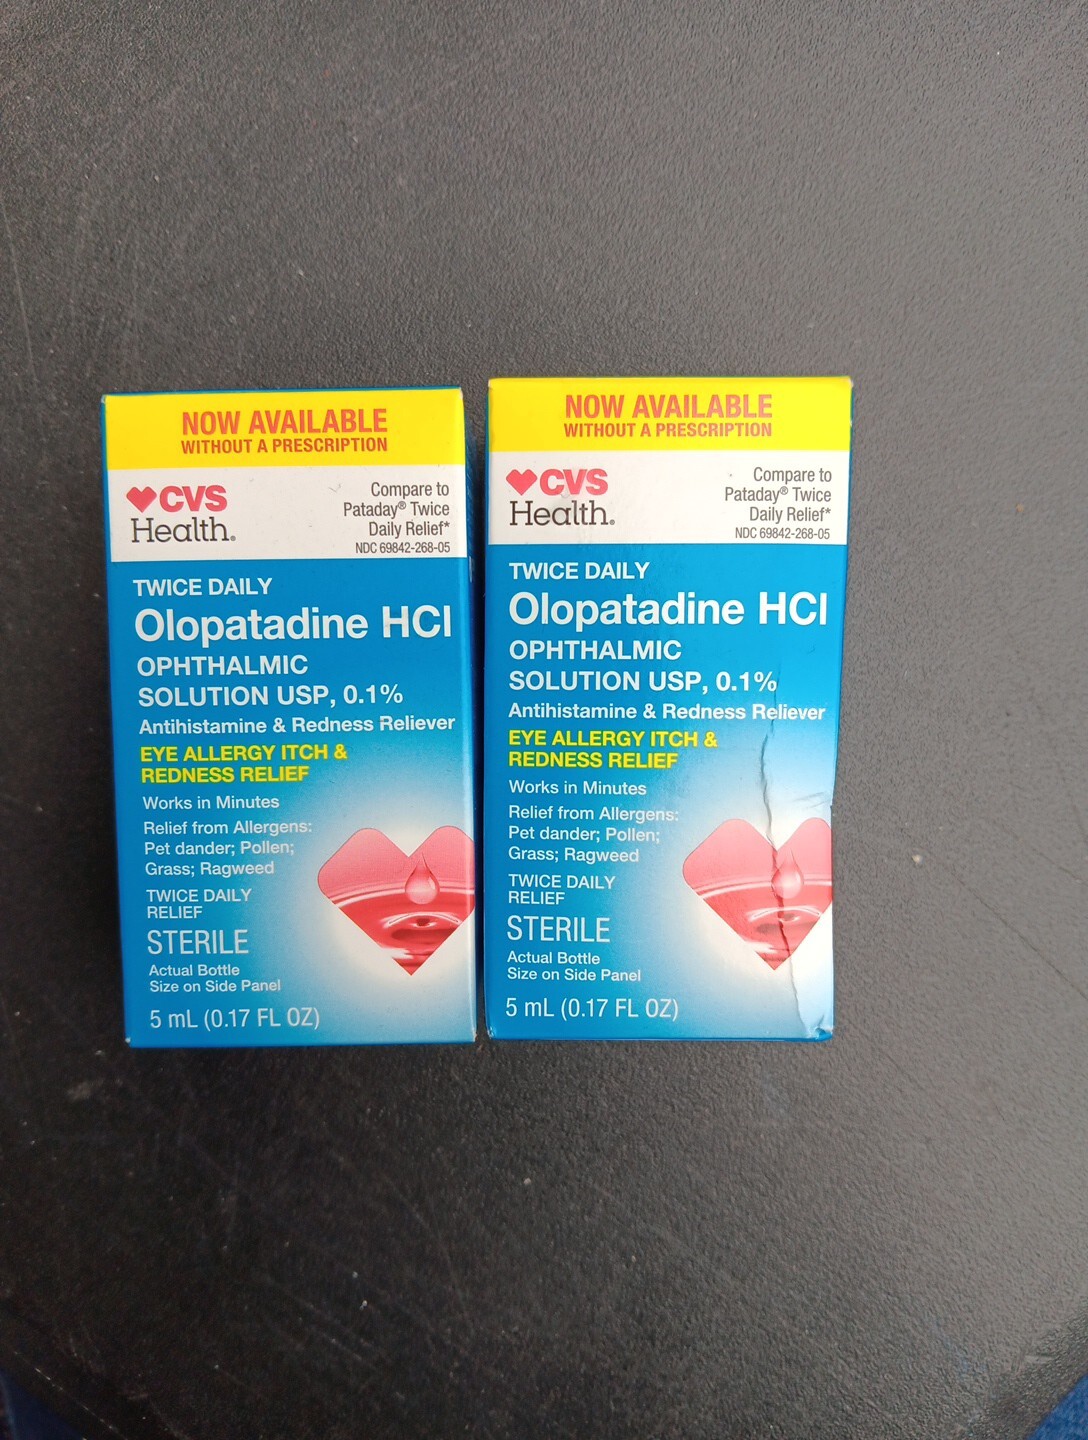 NOW AVAILABLE
WITHOUT A PRESCRIPTION
CVS
Health.
Compare to
Pataday® Twice
Daily Relief*
NDC 69842-268-05
TWICE DAILY
Olopatadine HCl
OPHTHALMIC
SOLUTION USP, 0.1%
Antihistamine & Redness Reliever
EYE ALLERGY ITCH &
REDNESS RELIEF
Works in Minutes
Relief from Allergens:
Pet dander; Pollen;
Grass; Ragweed
TWICE DAILY
RELIEF
STERILE
Actual Bottle
Size on Side Panel
5 mL (0.17 FL OZ)
NOW AVAILABLE
WITHOUT A PRESCRIPTION
CVS
Health.
Compare to
Pataday® Twice
Daily Relief*
NDC 69842-268-05
TWICE DAILY
Olopatadine HCl
OPHTHALMIC
SOLUTION USP, 0.1%
Antihistamine & Redness Reliever
EYE ALLERGY ITCH &
REDNESS RELIEF
Works in Minutes
Relief from Allergens:
Pet dander; Pollen;
Grass; Ragweed
TWICE DAILY
RELIEF
STERILE
Actual Bottle
Size on Side Panel
5 mL (0.17 FL OZ)